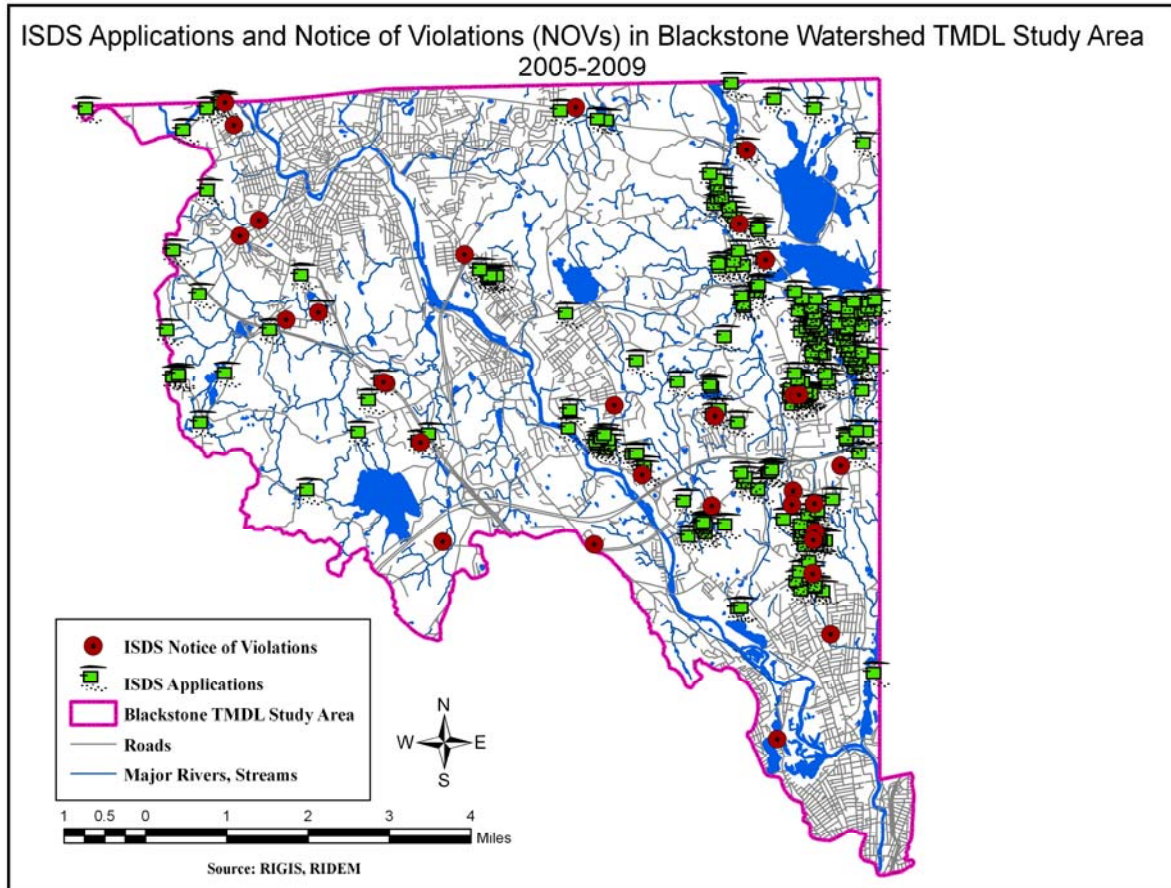 ISDS Applications and Notice of Violations (NOVs) in Blackstone Watershed TMDL Study Area
2005-2009
ISDS Notice of Violations
ISDS Applications
Blackstone TMDL Study Area
Roads
Major Rivers, Streams
N
W E
S
1 0.5 0 1 2 3 4
Miles
Source: RIGIS, RIDEM